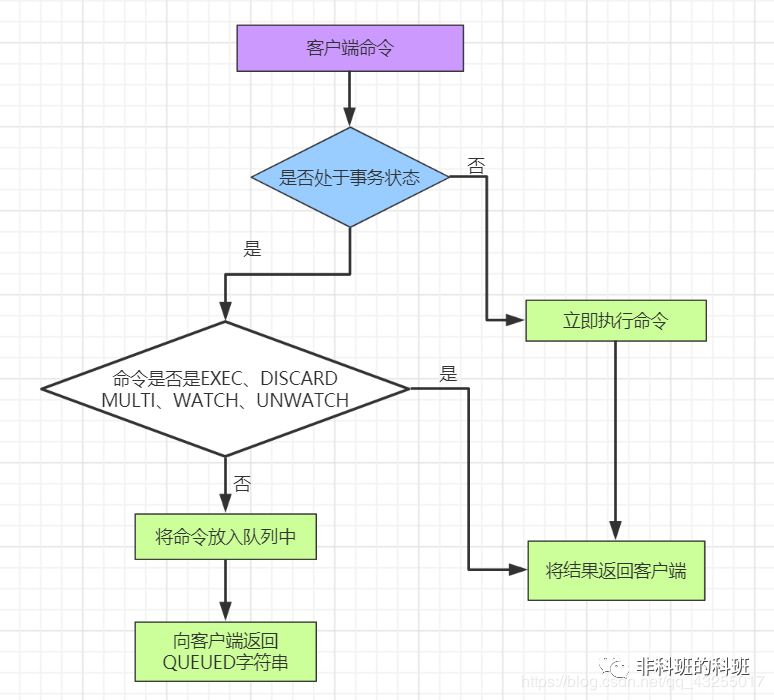 客户端命令
是否处于事务状态
否
是
立即执行命令
命令是否是EXEC、DISCARD
MULTI、WATCH、UNWATCH
是
否
将命令放入队列中
将结果返回客户端
向客户端返回
QUEUED字符串
非科班的科班
https://blog.csdn.net/qq_43255017